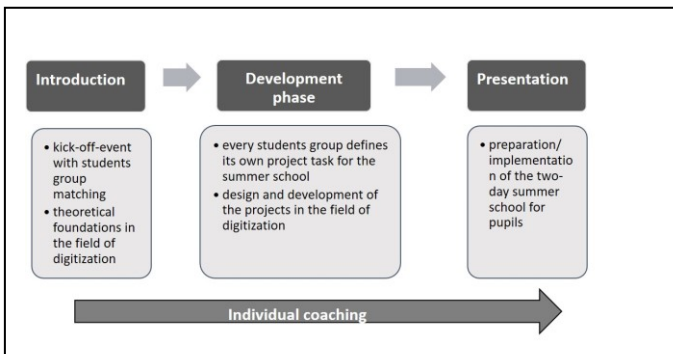 Introduction
Development
phase
Presentation
• kick-off-event
with students
group
matching
• theoretical
foundations in
the field of
digitization
• every students group defines
its own project task for the
summer school
• design and development of
the projects in the field of
digitization
• preparation/
implementatio
n of the two-
day summer
school for
pupils
Individual coaching